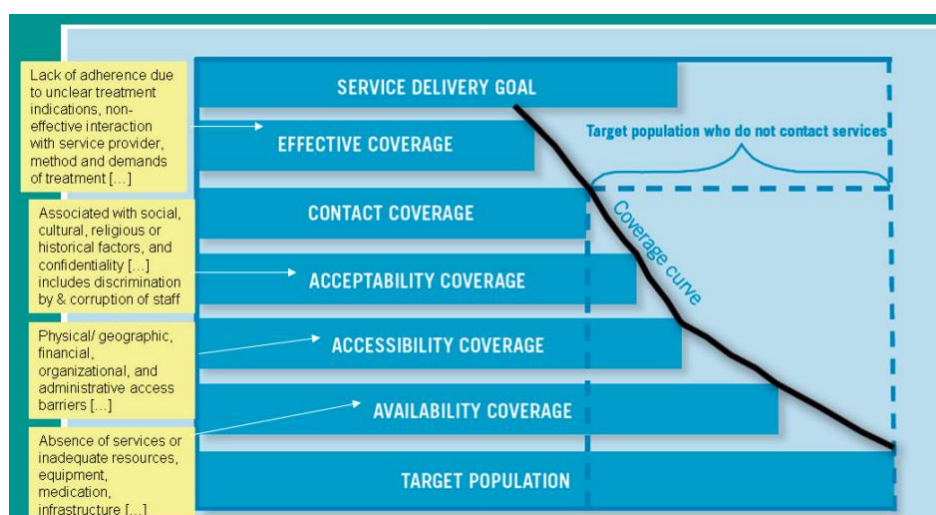 Lack of adherence due
to unclear treatment
indications, non-
effective interaction
with service provider,
method and demands
of treatment [...]
SERVICE DELIVERY GOAL
EFFECTIVE COVERAGE
Target population who do not contact services
Associated with social,
cultural, religious or
historical factors, and
confidentiality [...]
includes discrimination
by & corruption of staff
CONTACT COVERAGE
Coverage curve
ACCEPTABILITY COVERAGE
Physical/ geographic,
financial,
organizational, and
administrative access
barriers [...]
ACCESSIBILITY COVERAGE
AVAILABILITY COVERAGE
Absence of services or
inadequate resources,
equipment,
medication,
infrastructure [...]
TARGET POPULATION